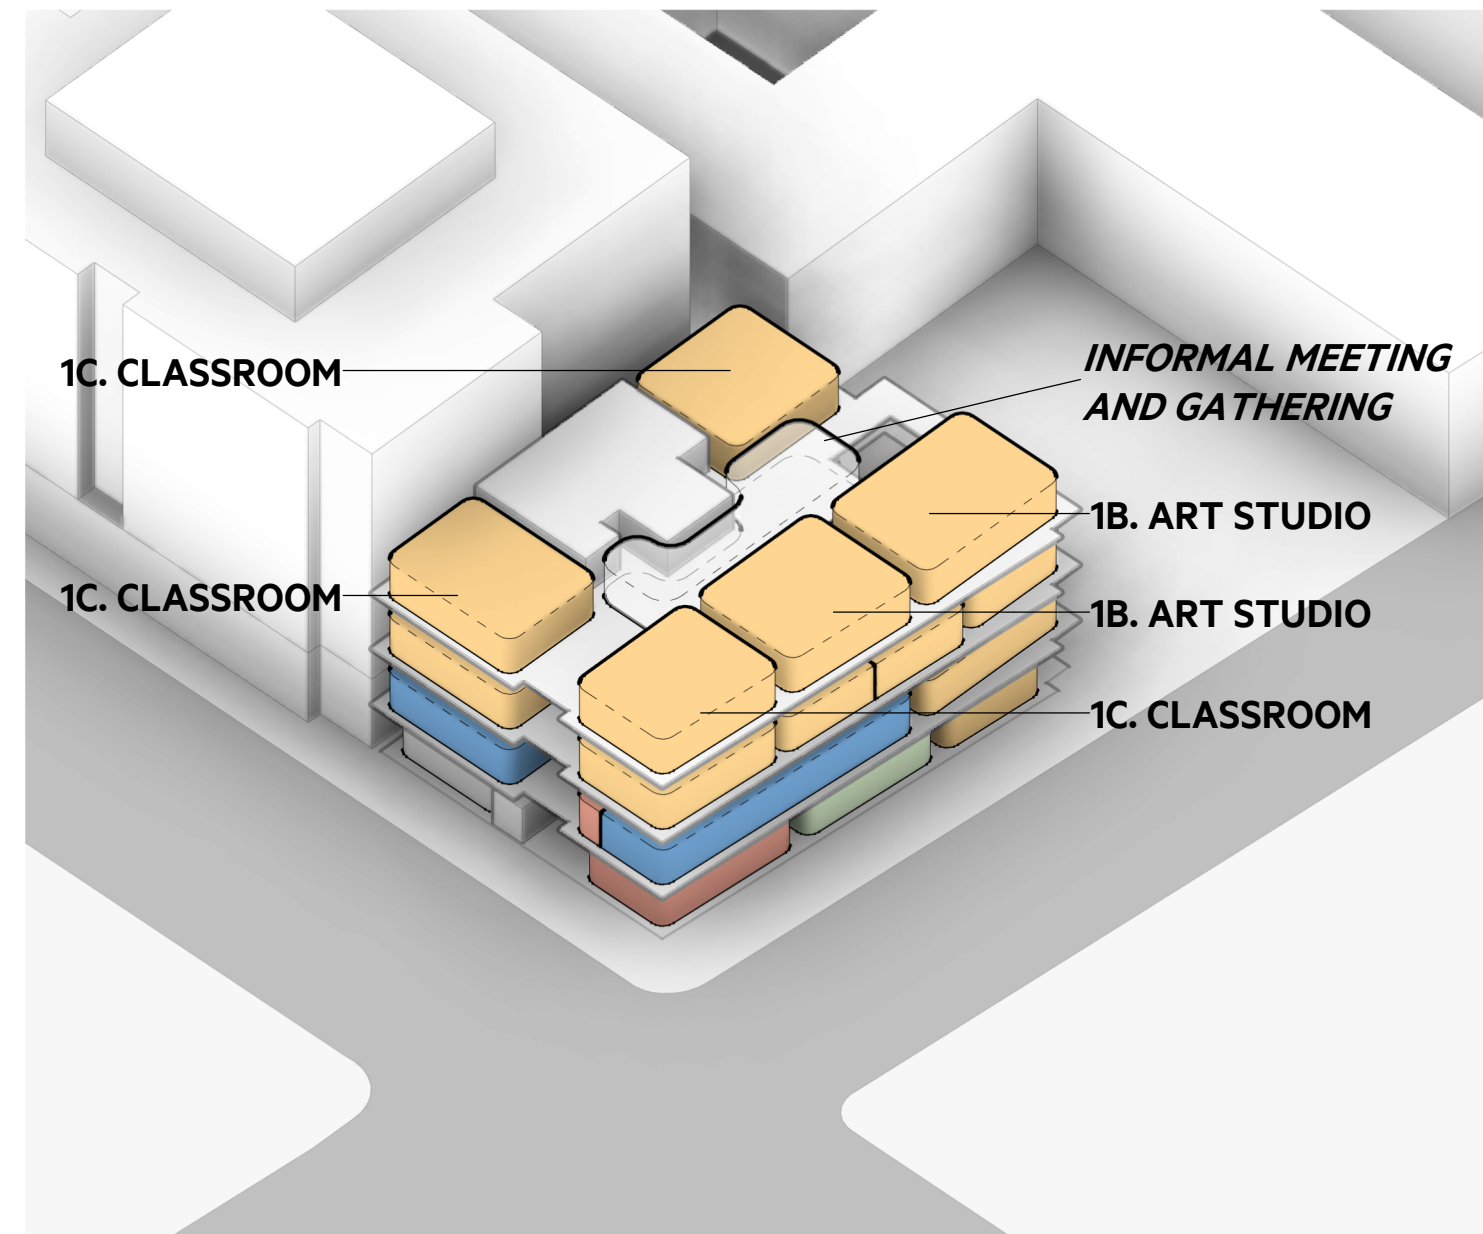 INFORMAL MEETING
AND GATHERING
1C. CLASSROOM
1B. ART STUDIO
1C. CLASSROOM
1B. ART STUDIO
1C. CLASSROOM